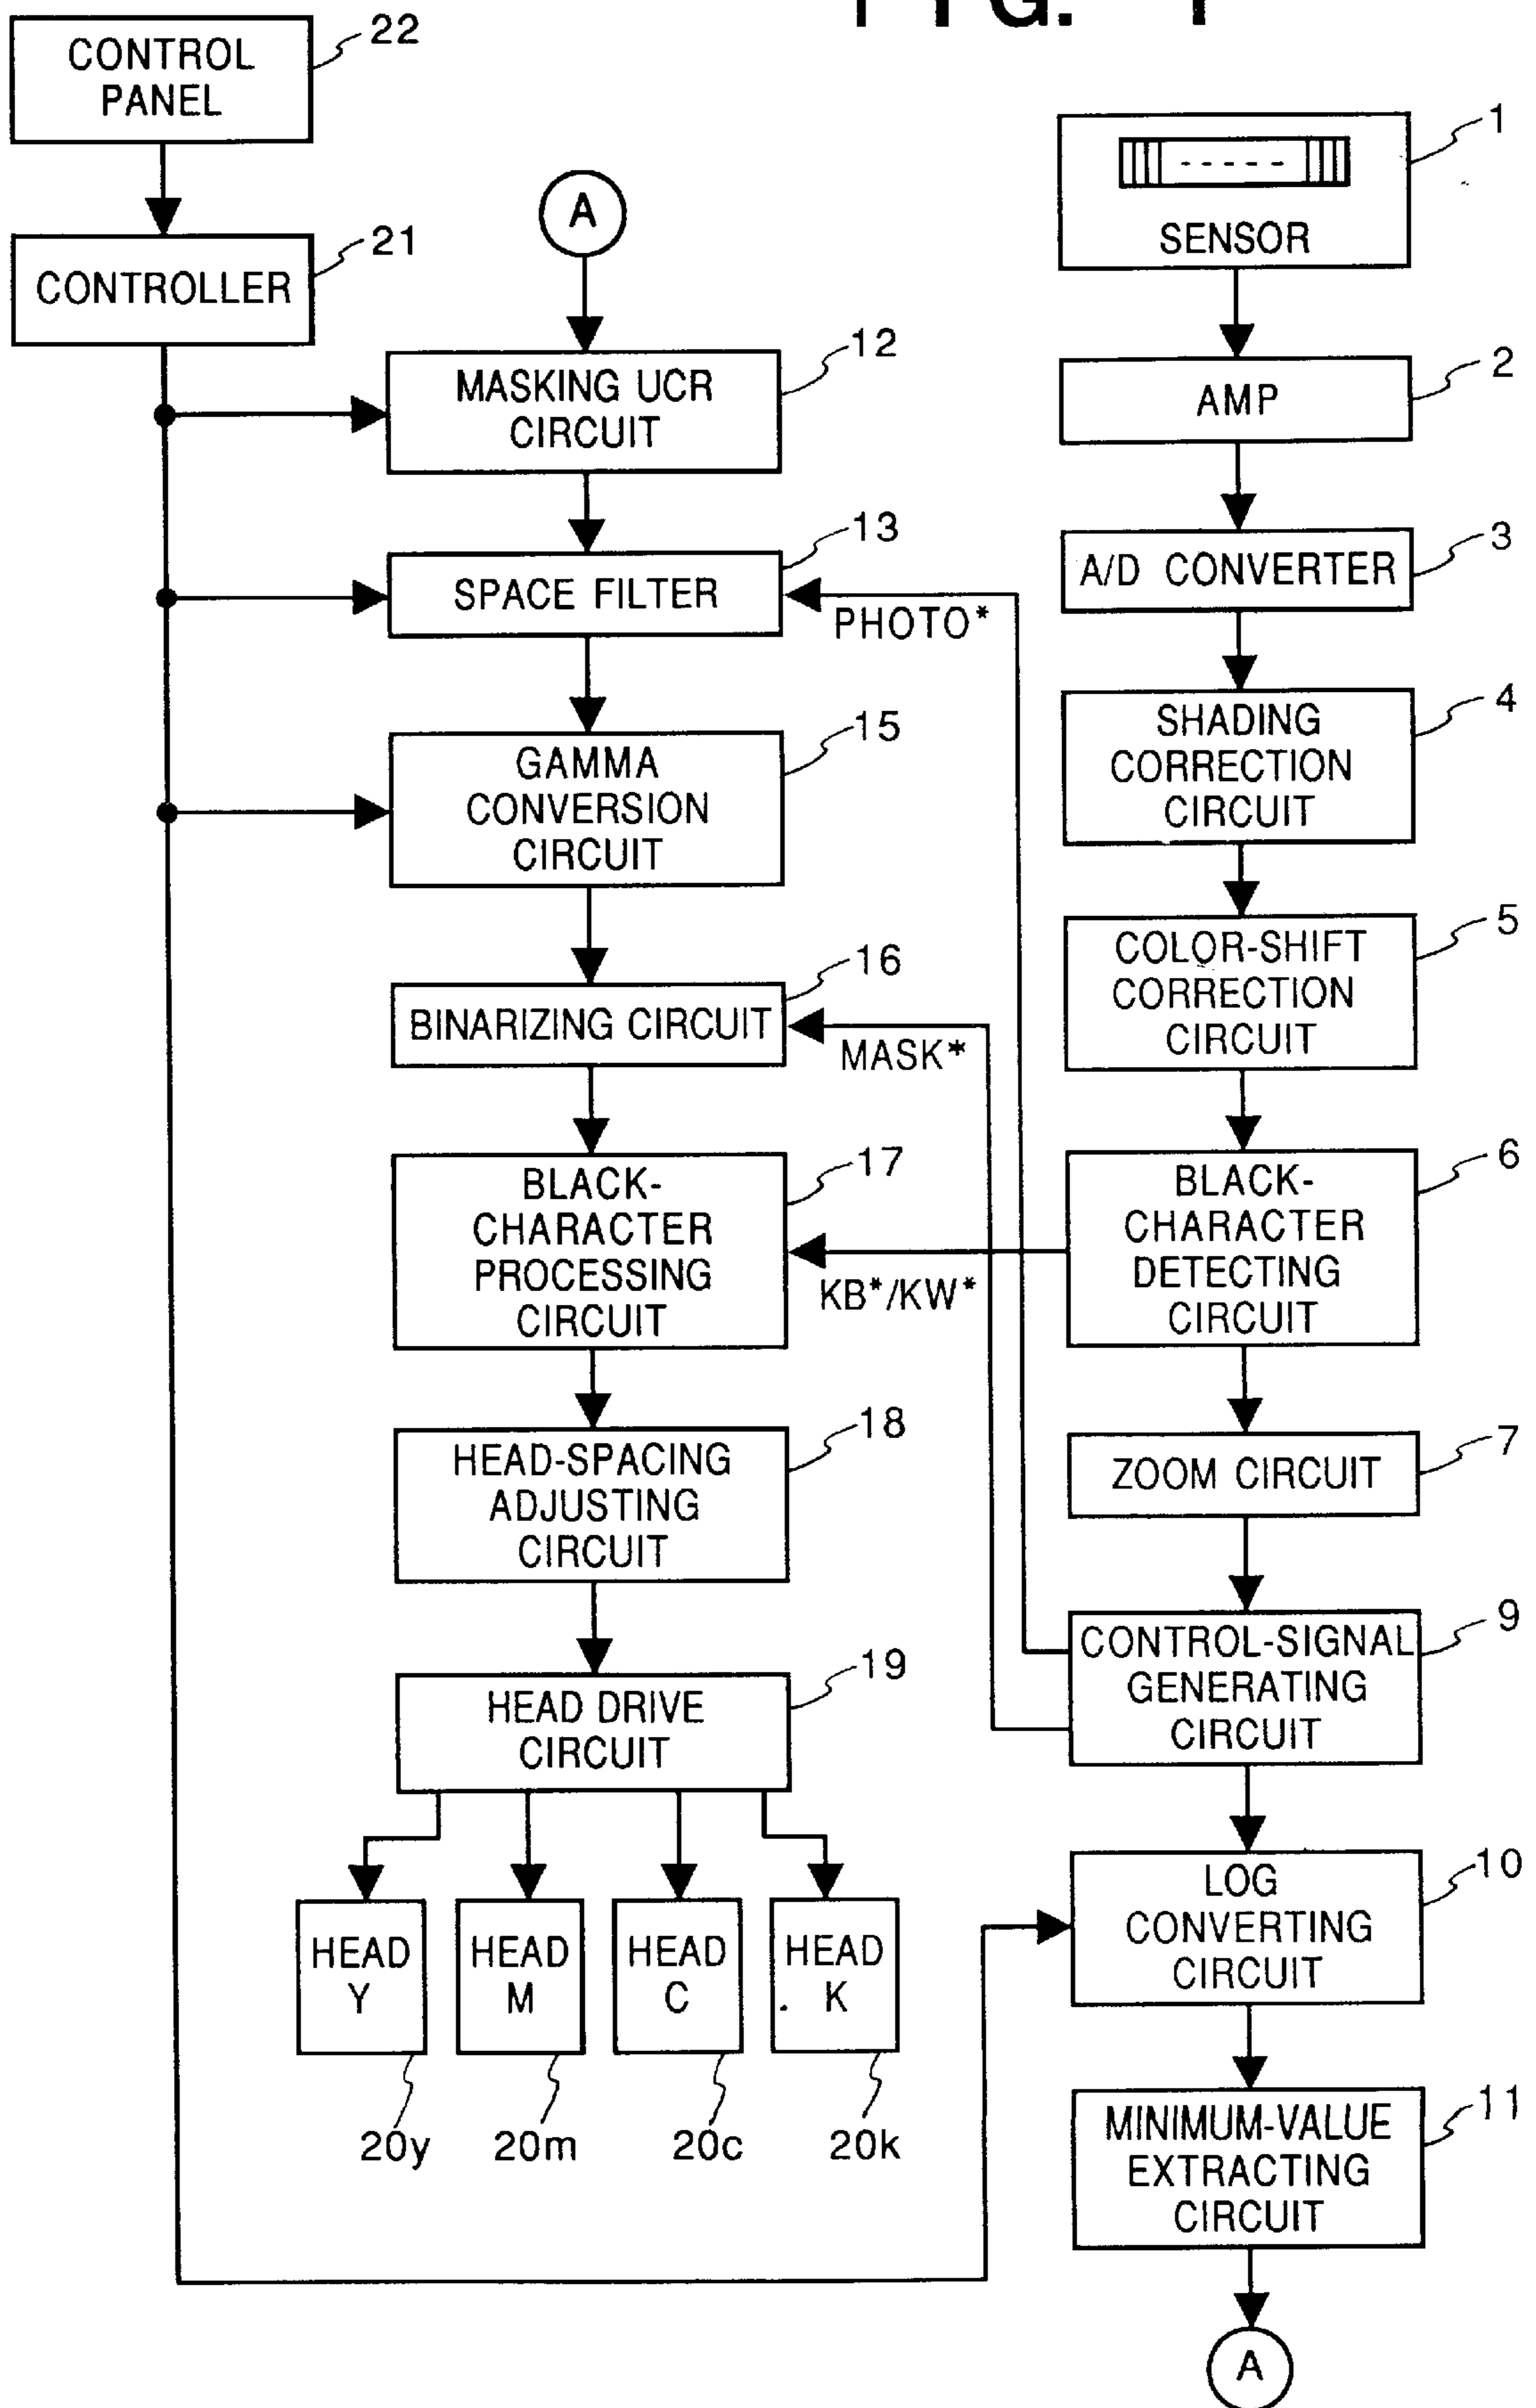 FIG. 1
CONTROL
PANEL
22
CONTROLLER
21
A
MASKING UCR
CIRCUIT
12
SPACE FILTER
13
PHOTO*
GAMMA
CONVERSION
CIRCUIT
15
BINARIZING CIRCUIT
16
MASK*
BLACK-
CHARACTER
PROCESSING
CIRCUIT
17
KB*/KW*
HEAD-SPACING
ADJUSTING
CIRCUIT
18
HEAD DRIVE
CIRCUIT
19
HEAD
Y
HEAD
M
HEAD
C
HEAD
K
20y
20m
20c
20k
1
SENSOR
AMP
2
A/D CONVERTER
3
SHADING
CORRECTION
CIRCUIT
4
COLOR-SHIFT
CORRECTION
CIRCUIT
5
BLACK-
CHARACTER
DETECTING
CIRCUIT
6
ZOOM CIRCUIT
7
CONTROL-SIGNAL
GENERATING
CIRCUIT
9
LOG
CONVERTING
CIRCUIT
10
MINIMUM-VALUE
EXTRACTING
CIRCUIT
11
A